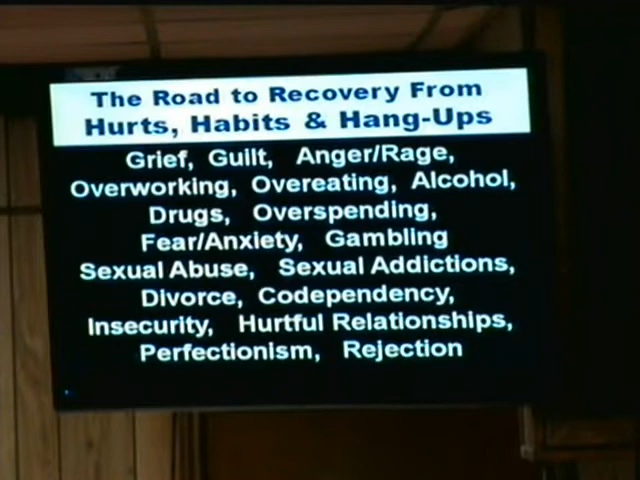 The Road to Recovery From
Hurts, Habits & Hang-Ups
Grief, Guilt, Anger/Rage,
Overworking, Overeating, Alcohol,
Drugs, Overspending,
Fear/Anxiety, Gambling
Sexual Abuse, Sexual Addictions,
Divorce, Codependency,
Insecurity, Hurtful Relationships,
Perfectionism, Rejection